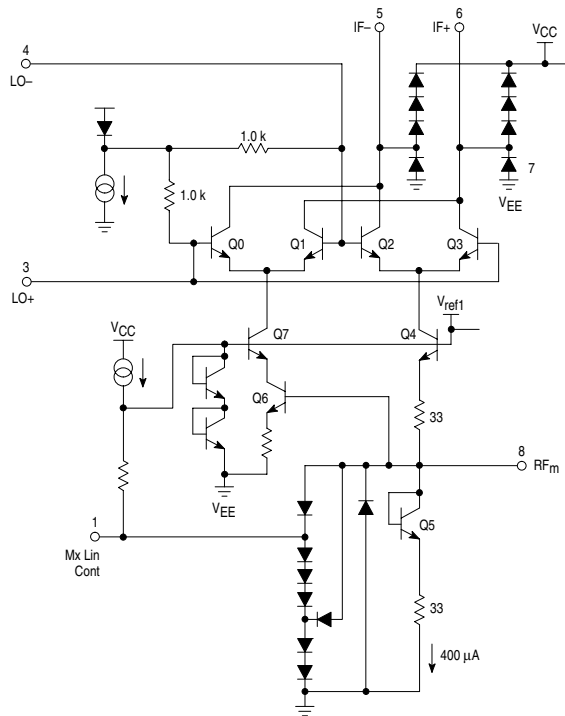 5
6
IF–
IF+
4
VCC
LO–
1.0 k
1.0 k
7
VEE
Q0
Q1
Q2
Q3
3
LO+
Vref1
VCC
Q7
Q4
Q6
33
8
RFm
VEE
Q5
1
Mx Lin
Cont
33
400 µA